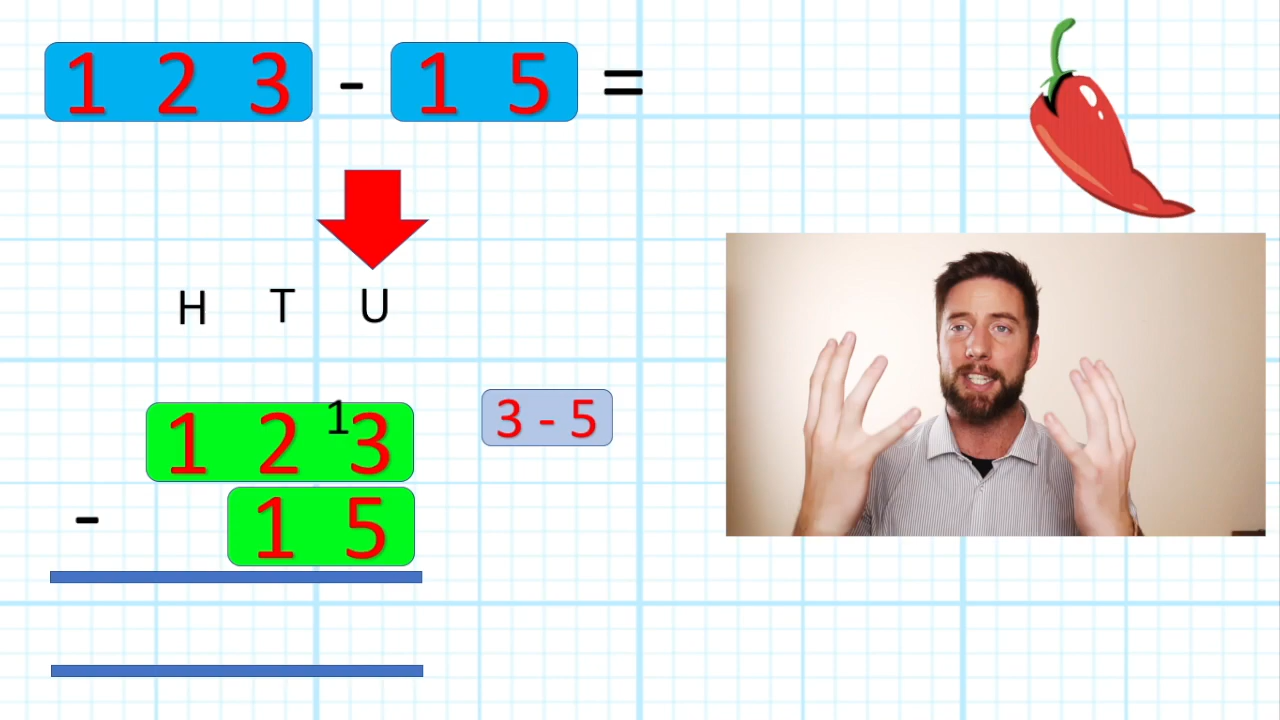 1 2 3 - 1 5 =
H T U
1 2 13
3 - 5
- 1 5